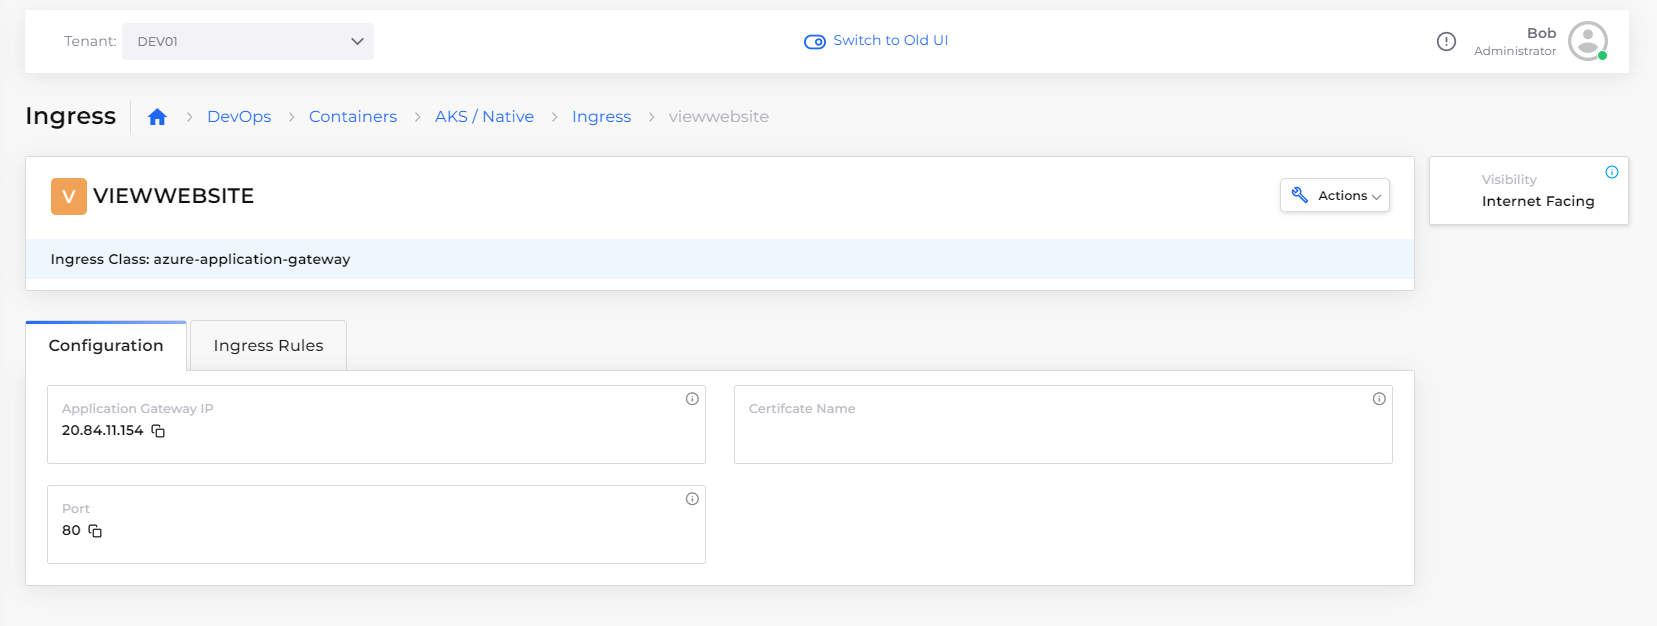 Tenant: DEV01
Switch to Old UI
Bob
Administrator
Ingress
DevOps > Containers > AKS / Native > Ingress > viewwebsite
V VIEWWEBSITE
Actions
Visibility
Internet Facing
Ingress Class: azure-application-gateway
Configuration
Ingress Rules
Application Gateway IP
20.84.11.154
Certifcate Name
Port
80